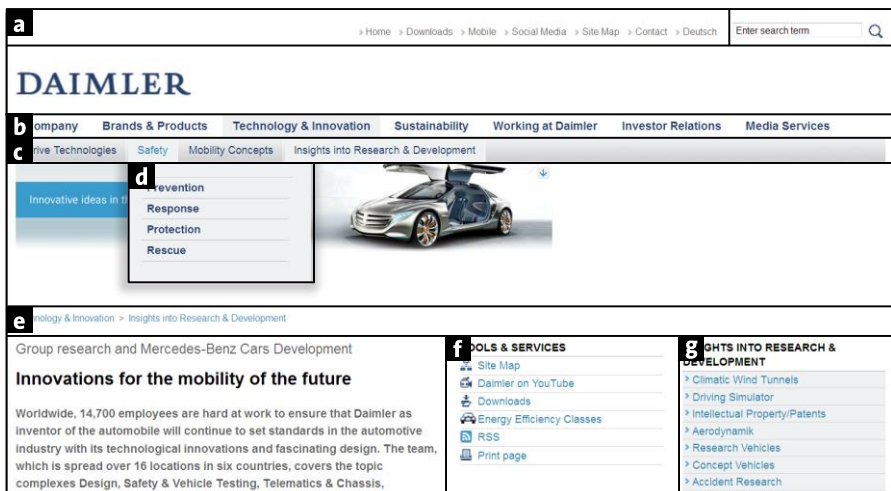 a
> Home > Downloads > Mobile > Social Media > Site Map > Contact > Deutsch
Enter search term
DAIMLER
b
ompany Brands & Products Technology & Innovation Sustainability Working at Daimler Investor Relations Media Services
c
rive Technologies Safety Mobility Concepts Insights into Research & Development
d
Innovative ideas in th
revention
Response
Protection
Rescue
e
nology & Innovation > Insights into Research & Development
Group research and Mercedes-Benz Cars Development
Innovations for the mobility of the future
Worldwide, 14,700 employees are hard at work to ensure that Daimler as
inventor of the automobile will continue to set standards in the automotive
industry with its technological innovations and fascinating design. The team,
which is spread over 16 locations in six countries, covers the topic
complexes Design, Safety & Vehicle Testing, Telematics & Chassis,
f
OOLS & SERVICES
Site Map
Daimler on YouTube
Downloads
Energy Efficiency Classes
RSS
Print page
g
GHTS INTO RESEARCH &
DEVELOPMENT
> Climatic Wind Tunnels
> Driving Simulator
> Intellectual Property/Patents
> Aerodynamik
> Research Vehicles
> Concept Vehicles
> Accident Research